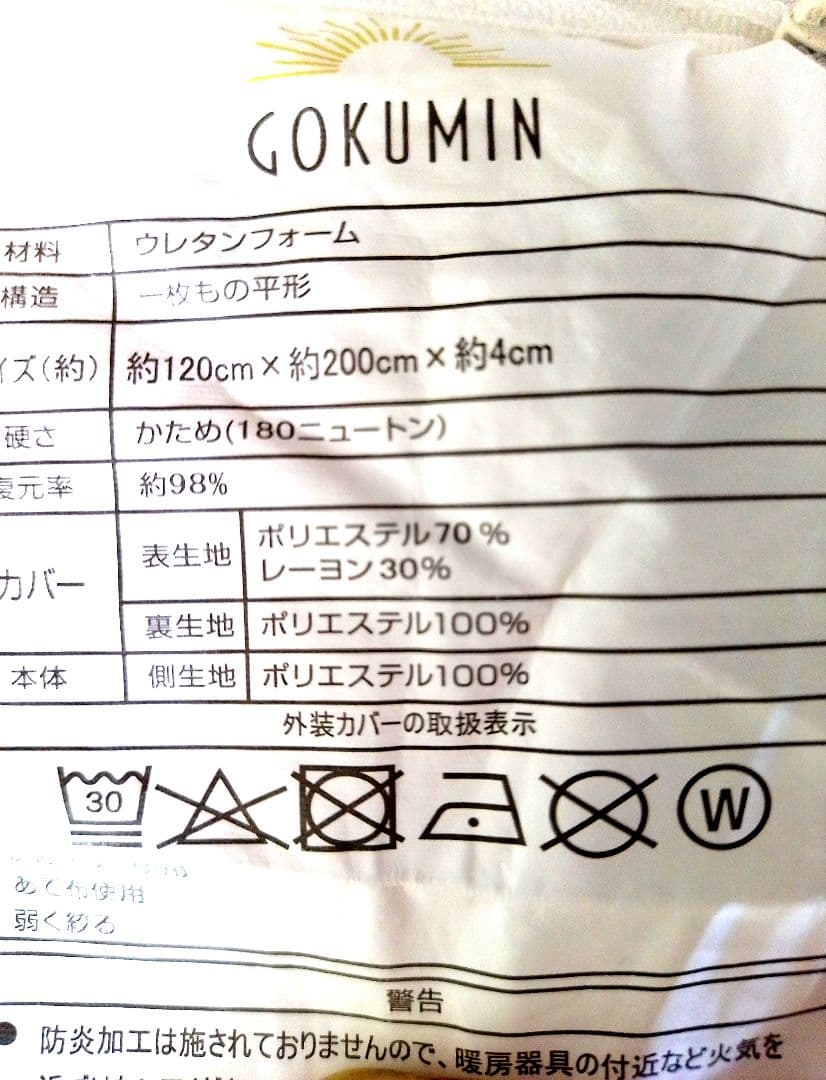 GOKUMIN
材料 ウレタンフォーム
構造 一枚もの平形
イズ(約) 約120cm×約200cm×約4cm
硬さ かため(180ニュートン)
復元率 約98%
カバー 表生地 ポリエステル70%
レーヨン30%
裏生地 ポリエステル100%
本体 側生地 ポリエステル100%
外装カバーの取扱表示
30
W
あて布使用
弱く絞る
警告
● 防炎加工は施されておりませんので、暖房器具の付近など火気を